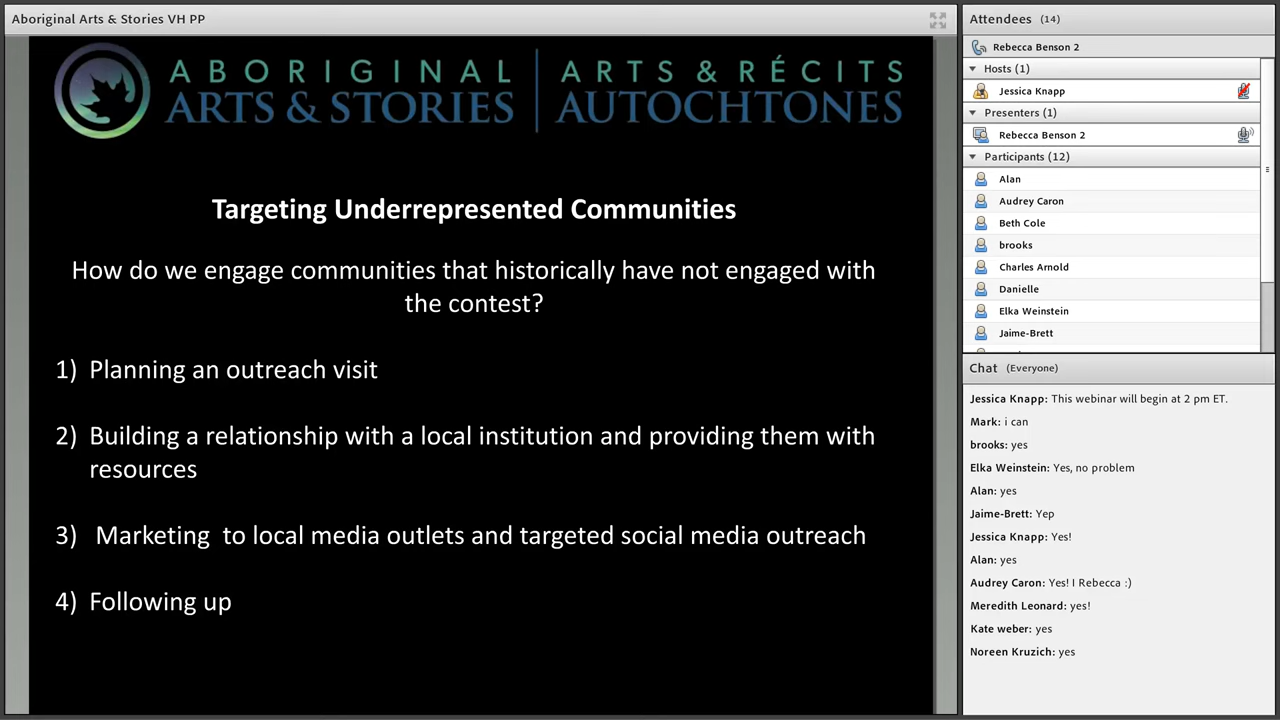 Aboriginal Arts & Stories VH PP
ABORIGINAL
ARTS & STORIES
ARTS & RÉCITS
AUTOCHTONES
Targeting Underrepresented Communities
How do we engage communities that historically have not engaged with
the contest?
1) Planning an outreach visit
2) Building a relationship with a local institution and providing them with
resources
3) Marketing to local media outlets and targeted social media outreach
4) Following up
Attendees (14)
Rebecca Benson 2
Hosts (1)
Jessica Knapp
Presenters (1)
Rebecca Benson 2
Participants (12)
Alan
Audrey Caron
Beth Cole
brooks
Charles Arnold
Danielle
Elka Weinstein
Jaime-Brett
Chat (Everyone)
Jessica Knapp: This webinar will begin at 2 pm ET.
Mark: i can
brooks: yes
Elka Weinstein: Yes, no problem
Alan: yes
Jaime-Brett: Yep
Jessica Knapp: Yes!
Alan: yes
Audrey Caron: Yes! I Rebecca :)
Meredith Leonard: yes!
Kate weber: yes
Noreen Kruzich: yes